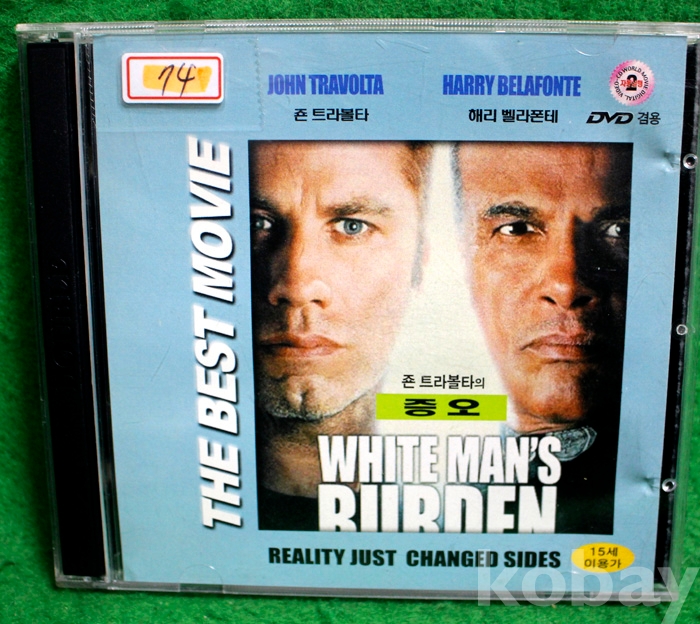 74
JOHN TRAVOLTA
HARRY BELAFONTE
죤 트라볼타
해리 벨라폰테
DVD 겸용
2
THE BEST MOVIE
죤 트라볼타의
증오
WHITE MAN'S
BURDEN
REALITY JUST CHANGED SIDES
15세
이용가
kobay